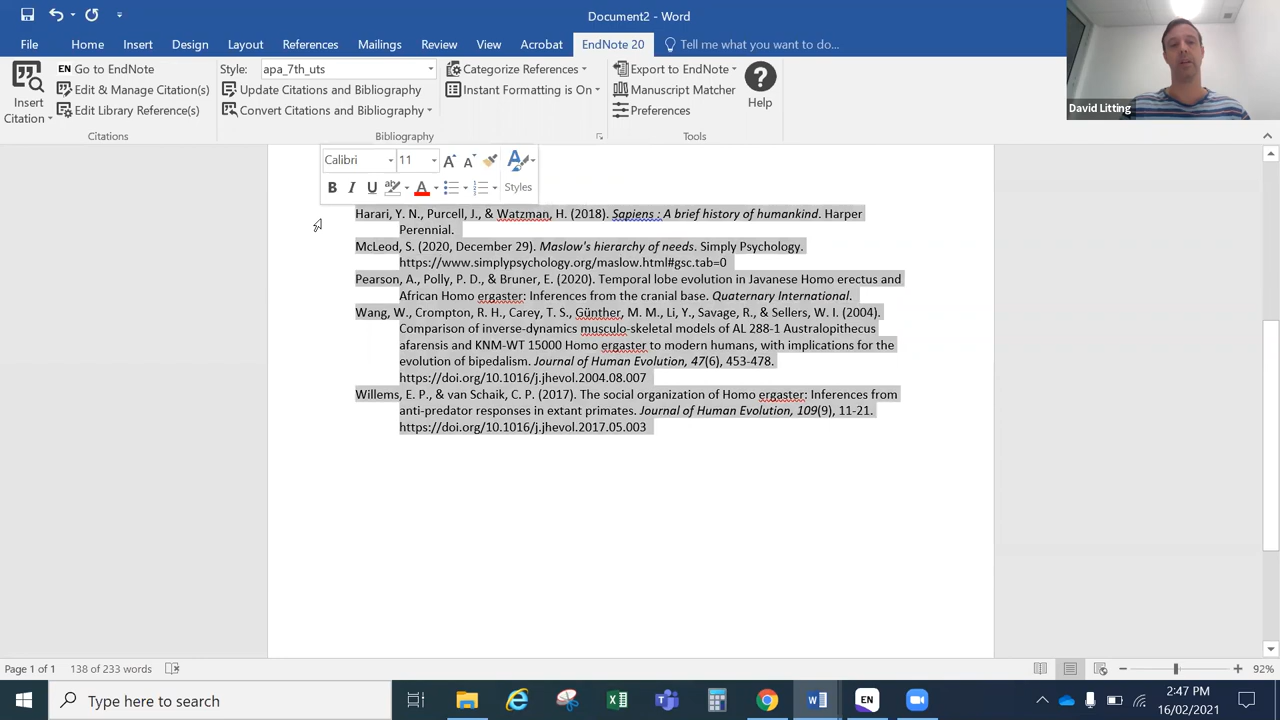 Document2 - Word
File Home Insert Design Layout References Mailings Review View Acrobat EndNote 20 Tell me what you want to do...
David Litting
Insert Citation
EN Go to EndNote
Edit & Manage Citation(s)
Edit Library Reference(s)
Citations
Style: apa_7th_uts
Update Citations and Bibliography
Convert Citations and Bibliography
Categorize References
Instant Formatting is On
Bibliography
Export to EndNote
Manuscript Matcher
Preferences
Help
Tools
Calibri 11 A A
B I U ab A Styles
Harari, Y. N., Purcell, J., & Watzman, H. (2018). Sapiens : A brief history of humankind. Harper
Perennial.
McLeod, S. (2020, December 29). Maslow's hierarchy of needs. Simply Psychology.
https://www.simplypsychology.org/maslow.html#gsc.tab=0
Pearson, A., Polly, P. D., & Bruner, E. (2020). Temporal lobe evolution in Javanese Homo erectus and
African Homo ergaster: Inferences from the cranial base. Quaternary International.
Wang, W., Crompton, R. H., Carey, T. S., Günther, M. M., Li, Y., Savage, R., & Sellers, W. I. (2004).
Comparison of inverse-dynamics musculo-skeletal models of AL 288-1 Australopithecus
afarensis and KNM-WT 15000 Homo ergaster to modern humans, with implications for the
evolution of bipedalism. Journal of Human Evolution, 47(6), 453-478.
https://doi.org/10.1016/j.jhevol.2004.08.007
Willems, E. P., & van Schaik, C. P. (2017). The social organization of Homo ergaster: Inferences from
anti-predator responses in extant primates. Journal of Human Evolution, 109(9), 11-21.
https://doi.org/10.1016/j.jhevol.2017.05.003
Page 1 of 1 138 of 233 words 92%
Type here to search EN 2:47 PM
16/02/2021